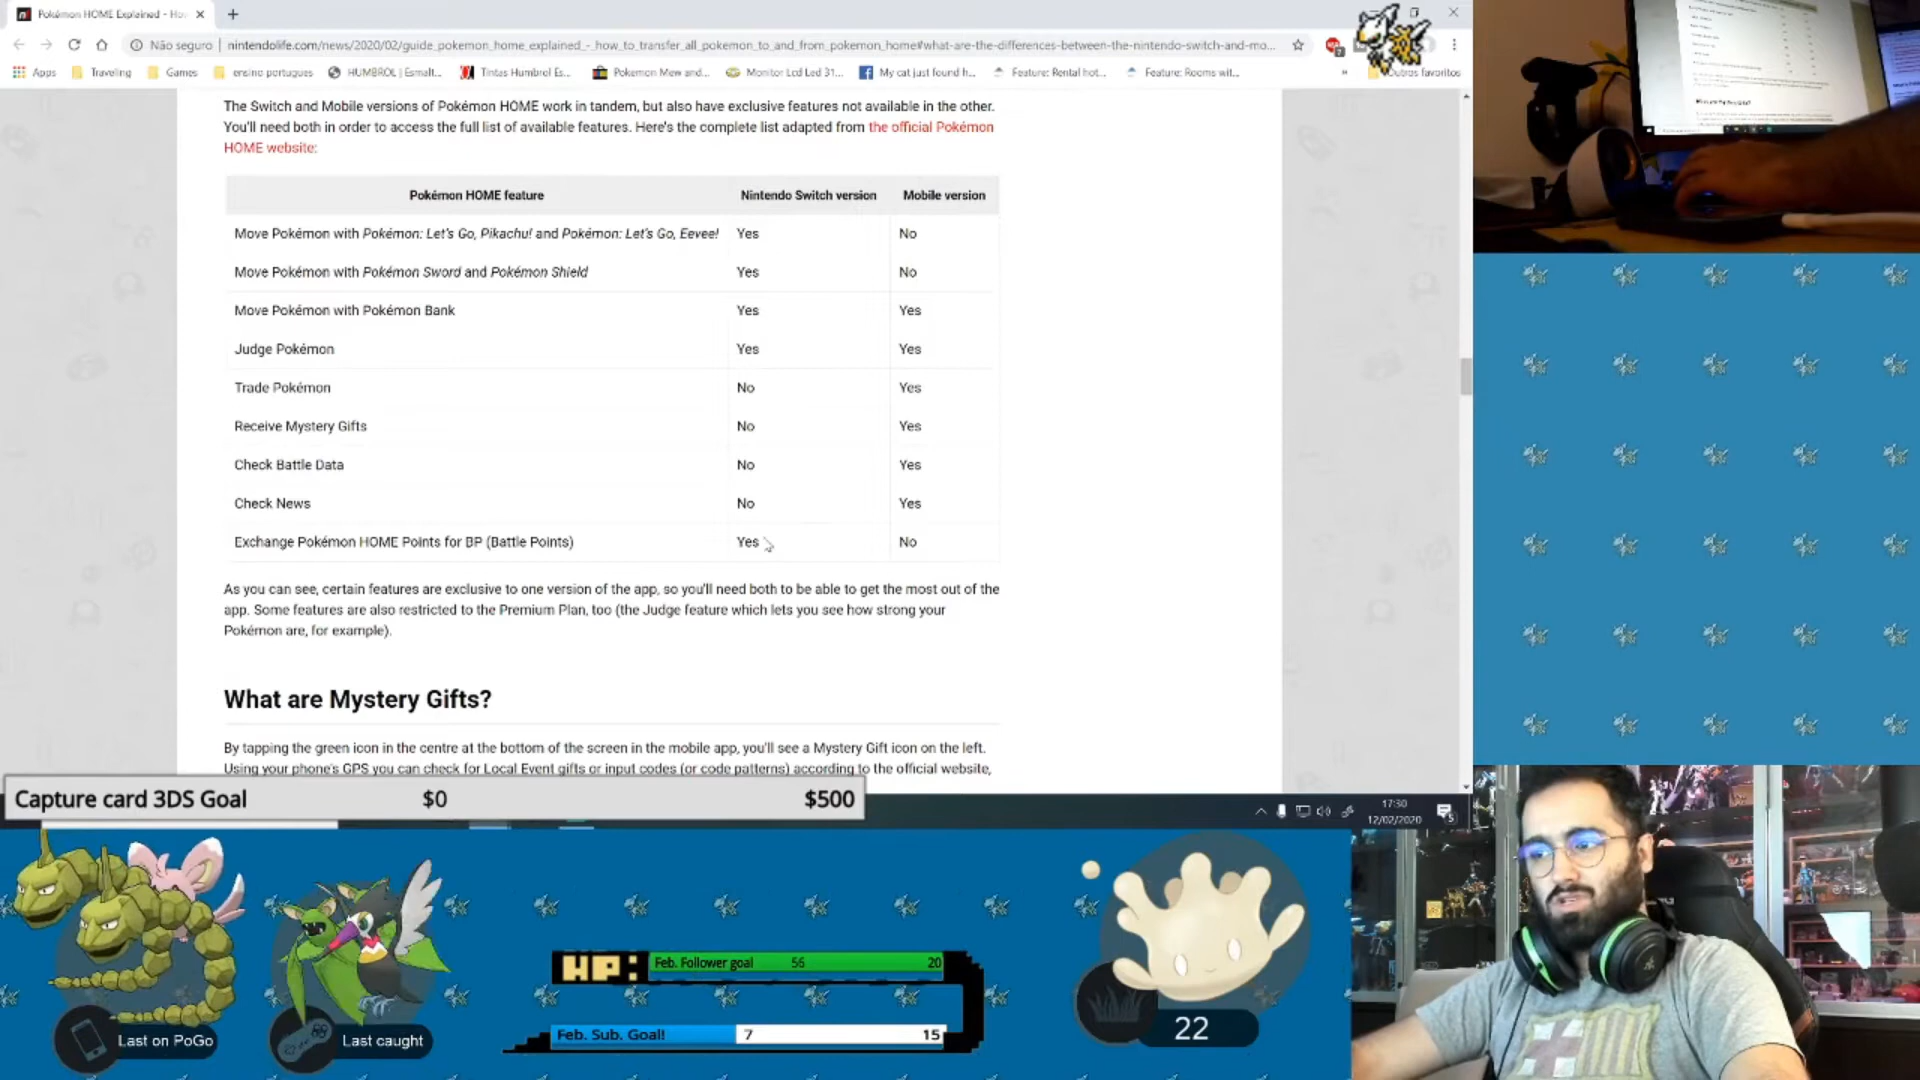 Pokémon HOME Explained - Ho
Não seguro
nintendolife.com/news/2020/02/guide_pokemon_home_explained_-_how_to_transfer_all_pokemon_to_and_from_pokemon_home#what-are-the-differences-between-the-nintendo-switch-and-mo...
Apps
Traveling
Games
ensino portugues
HUMBROL | Esmalt...
Tintas Humbrol Es...
Pokemon Mew and...
Monitor Lcd Led 31...
My cat just found h...
Feature: Rental hot...
Feature: Rooms wit...
Outros favoritos
The Switch and Mobile versions of Pokémon HOME work in tandem, but also have exclusive features not available in the other.
You'll need both in order to access the full list of available features. Here's the complete list adapted from the official Pokémon
HOME website:
Pokémon HOME feature Nintendo Switch version Mobile version
Move Pokémon with Pokémon: Let's Go, Pikachu! and Pokémon: Let's Go, Eevee! Yes No
Move Pokémon with Pokémon Sword and Pokémon Shield Yes No
Move Pokémon with Pokémon Bank Yes Yes
Judge Pokémon Yes Yes
Trade Pokémon No Yes
Receive Mystery Gifts No Yes
Check Battle Data No Yes
Check News No Yes
Exchange Pokémon HOME Points for BP (Battle Points) Yes No
As you can see, certain features are exclusive to one version of the app, so you'll need both to be able to get the most out of the
app. Some features are also restricted to the Premium Plan, too (the Judge feature which lets you see how strong your
Pokémon are, for example).
What are Mystery Gifts?
By tapping the green icon in the centre at the bottom of the screen in the mobile app, you'll see a Mystery Gift icon on the left.
Using your phone's GPS you can check for Local Event gifts or input codes (or code patterns) according to the official website,
Capture card 3DS Goal $0 $500
17:30
12/02/2020
Last on PoGo
Last caught
HP: Feb. Follower goal 56 20
Feb. Sub. Goal! 7 15
22